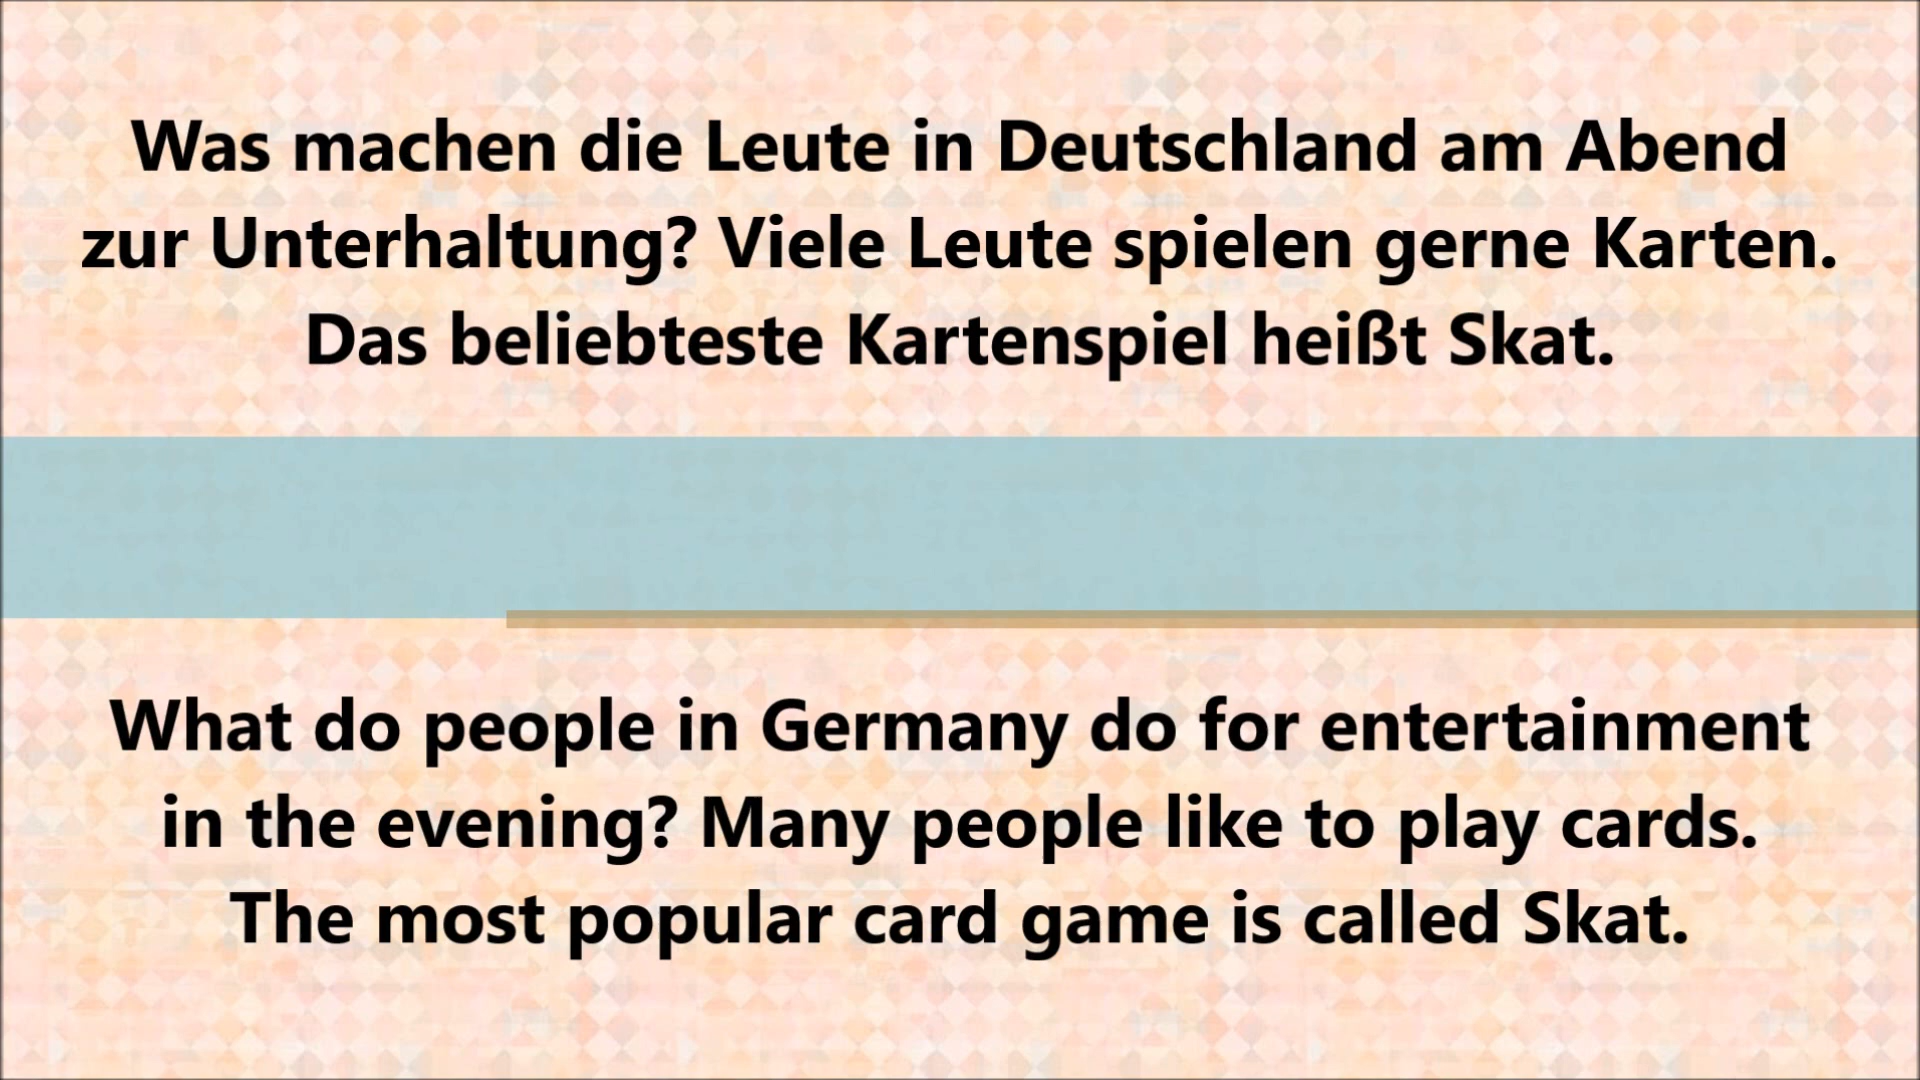 Was machen die Leute in Deutschland am Abend
zur Unterhaltung? Viele Leute spielen gerne Karten.
Das beliebteste Kartenspiel heißt Skat.
What do people in Germany do for entertainment
in the evening? Many people like to play cards.
The most popular card game is called Skat.